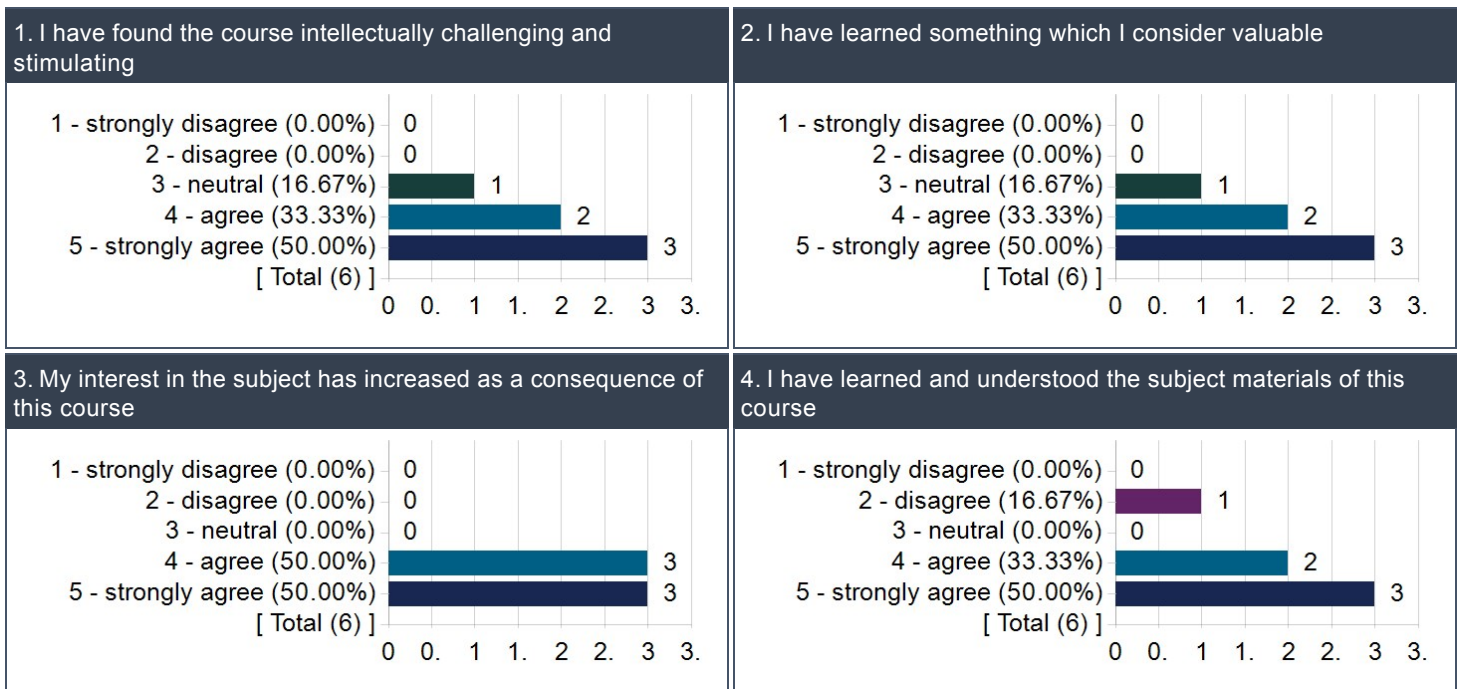 1. I have found the course intellectually challenging and
stimulating
1 - strongly disagree (0.00%) 0
2 - disagree (0.00%) 0
3 - neutral (16.67%) 1
4 - agree (33.33%) 2
5 - strongly agree (50.00%) 3
[ Total (6) ]
0 0. 1 1. 2 2. 3 3.
2. I have learned something which I consider valuable
1 - strongly disagree (0.00%) 0
2 - disagree (0.00%) 0
3 - neutral (16.67%) 1
4 - agree (33.33%) 2
5 - strongly agree (50.00%) 3
[ Total (6) ]
0 0. 1 1. 2 2. 3 3.
3. My interest in the subject has increased as a consequence of
this course
1 - strongly disagree (0.00%) 0
2 - disagree (0.00%) 0
3 - neutral (0.00%) 0
4 - agree (50.00%) 3
5 - strongly agree (50.00%) 3
[ Total (6) ]
0 0. 1 1. 2 2. 3 3.
4. I have learned and understood the subject materials of this
course
1 - strongly disagree (0.00%) 0
2 - disagree (16.67%) 1
3 - neutral (0.00%) 0
4 - agree (33.33%) 2
5 - strongly agree (50.00%) 3
[ Total (6) ]
0 0. 1 1. 2 2. 3 3.